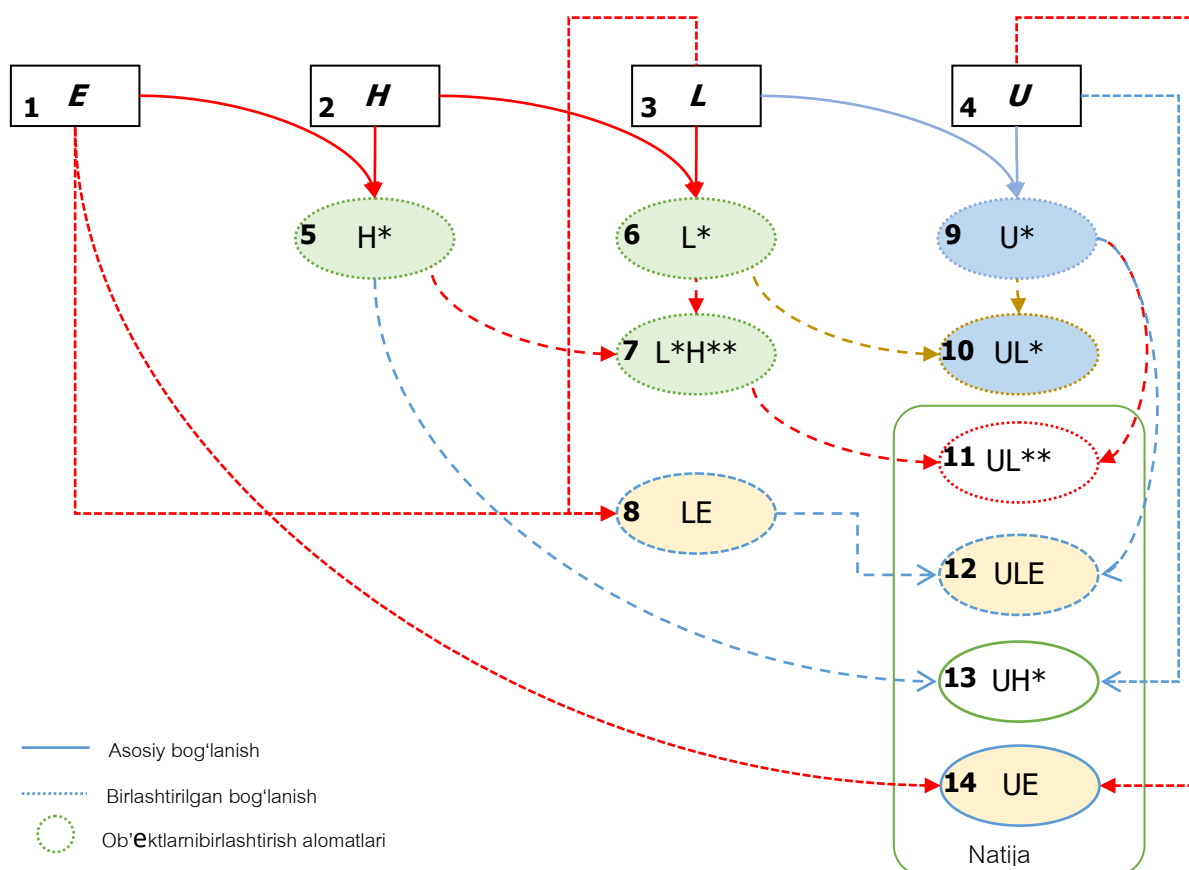 1 E
2 H
3 L
4 U
5 H*
6 L*
9 U*
7 L*H**
10 UL*
11 UL**
8 LE
12 ULE
13 UH*
14 UE
Asosiy bog‘lanish
Birlashtirilgan bog‘lanish
Ob’ektlarnibirlashtirish alomatlari
Natija